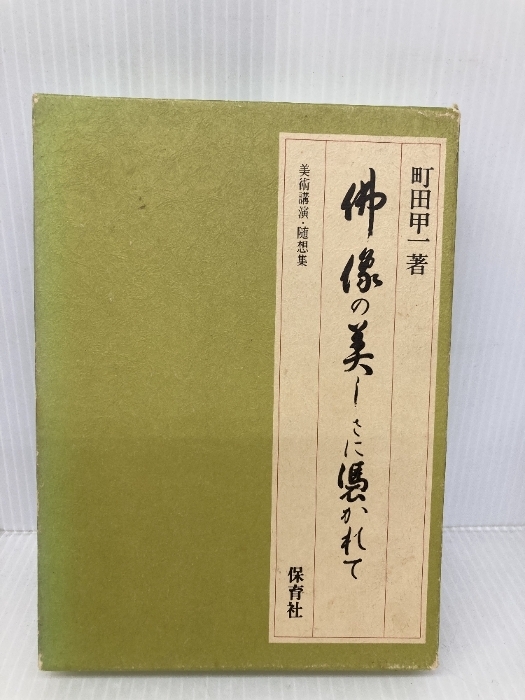 町田甲一著
佛像の美しさに憑かれて
美術講演・随想集
保育社